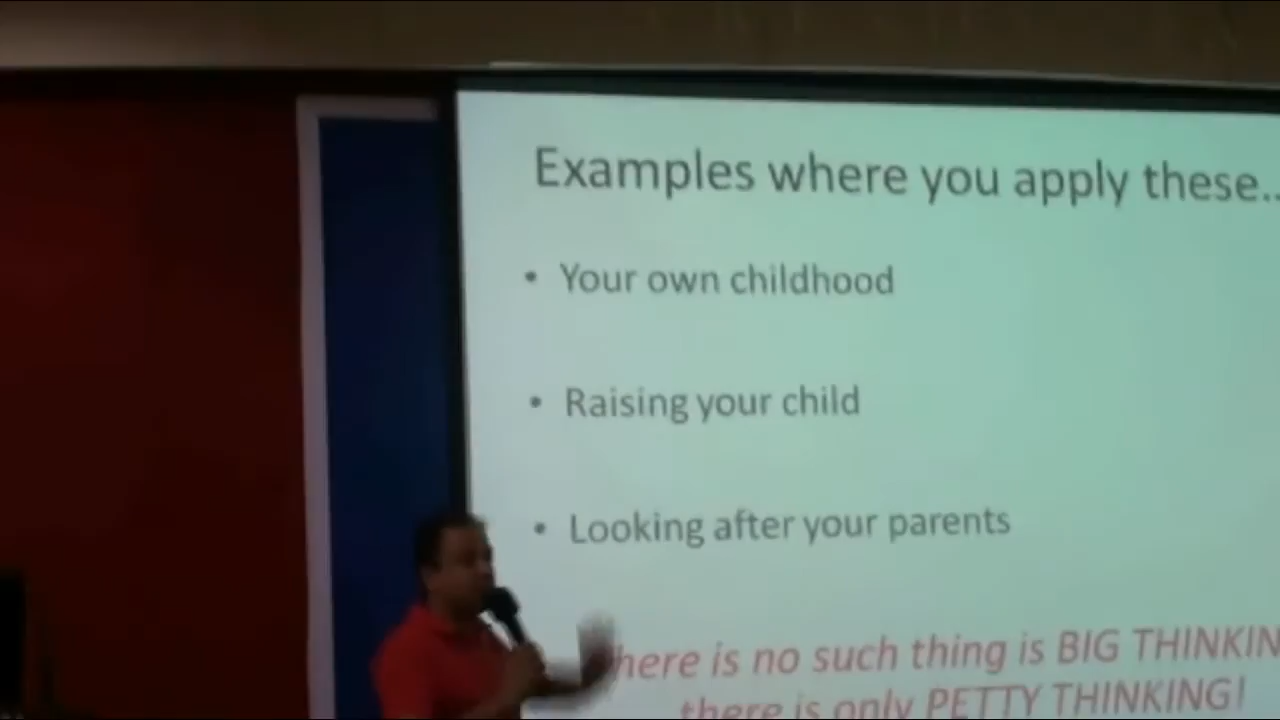 Examples where you apply these..
• Your own childhood
• Raising your child
• Looking after your parents
here is no such thing is BIG THINKIN
there is only PETTY THINKING!